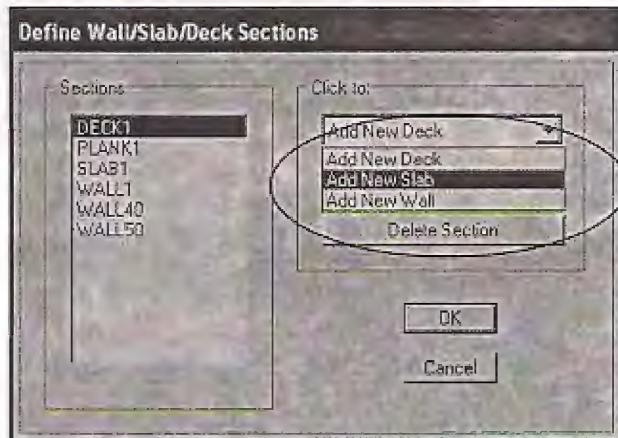 Define Wall/Slab/Deck Sections
Sections
DECK1
PLANK1
SLAB1
WALL1
WALL40
WALL50
Click to:
Add New Deck
Add New Deck
Add New Slab
Add New Wall
Delete Section
OK
Cancel